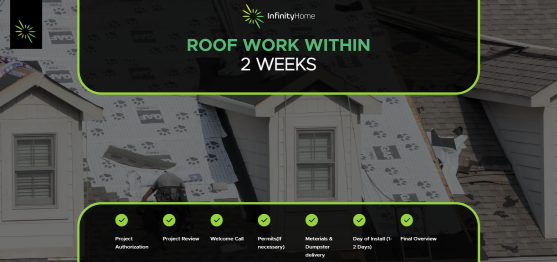 InfinityHome
ROOF WORK WITHIN
2 WEEKS
Project
Authorization
Project Review
Welcome Call
Permits(If
necessary)
Meterials &
Dumpster
delivery
Day of Install (1-
2 Days)
Final Overview